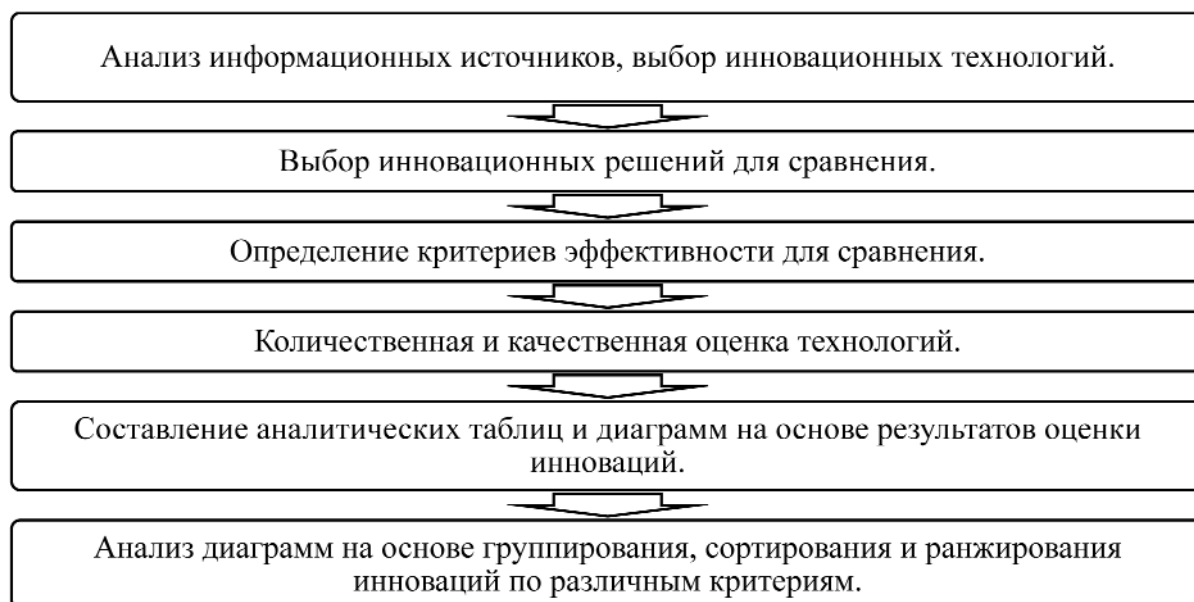 Анализ информационных источников, выбор инновационных технологий.
Выбор инновационных решений для сравнения.
Определение критериев эффективности для сравнения.
Количественная и качественная оценка технологий.
Составление аналитических таблиц и диаграмм на основе результатов оценки
инноваций.
Анализ диаграмм на основе группирования, сортирования и ранжирования
инноваций по различным критериям.